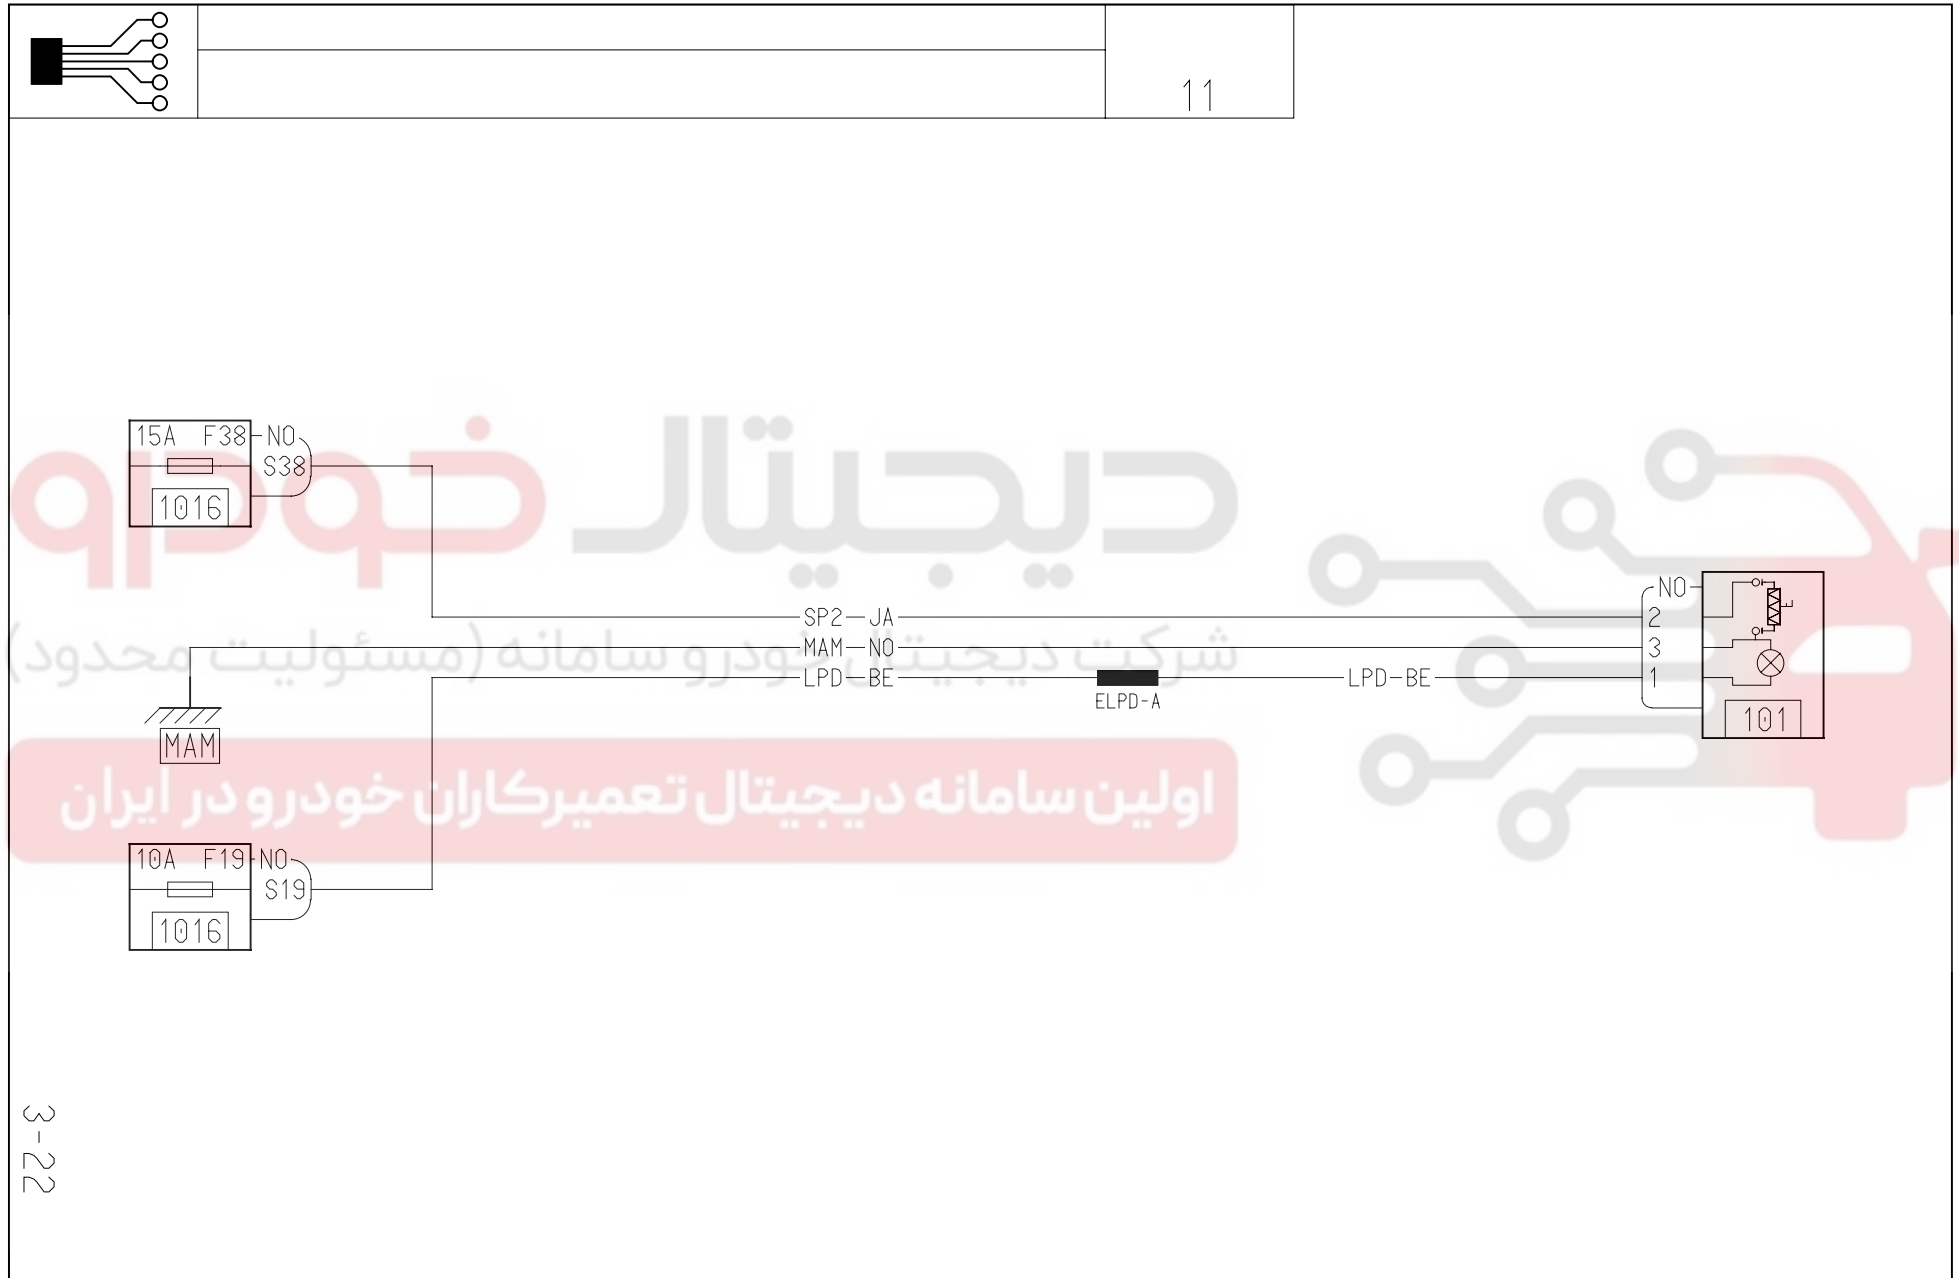 11
15A F38 NO
S38
1016
دیجیتال خودرو
NO
SP2 JA 2
MAM NO 3
LPD BE LPD-BE 1
ELPD-A
شرکت دیجیتال خودرو سامانه (مسئولیت محدود)
101
MAM
اولین سامانه دیجیتال تعمیرکاران خودرو در ایران
10A F19 NO
S19
1016
3-22